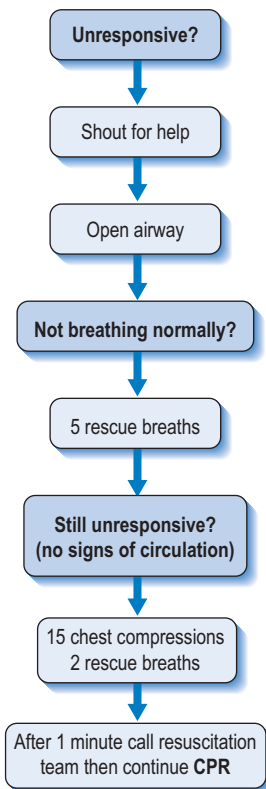 Unresponsive?
Shout for help
Open airway
Not breathing normally?
5 rescue breaths
Still unresponsive?
(no signs of circulation)
15 chest compressions
2 rescue breaths
After 1 minute call resuscitation
team then continue CPR